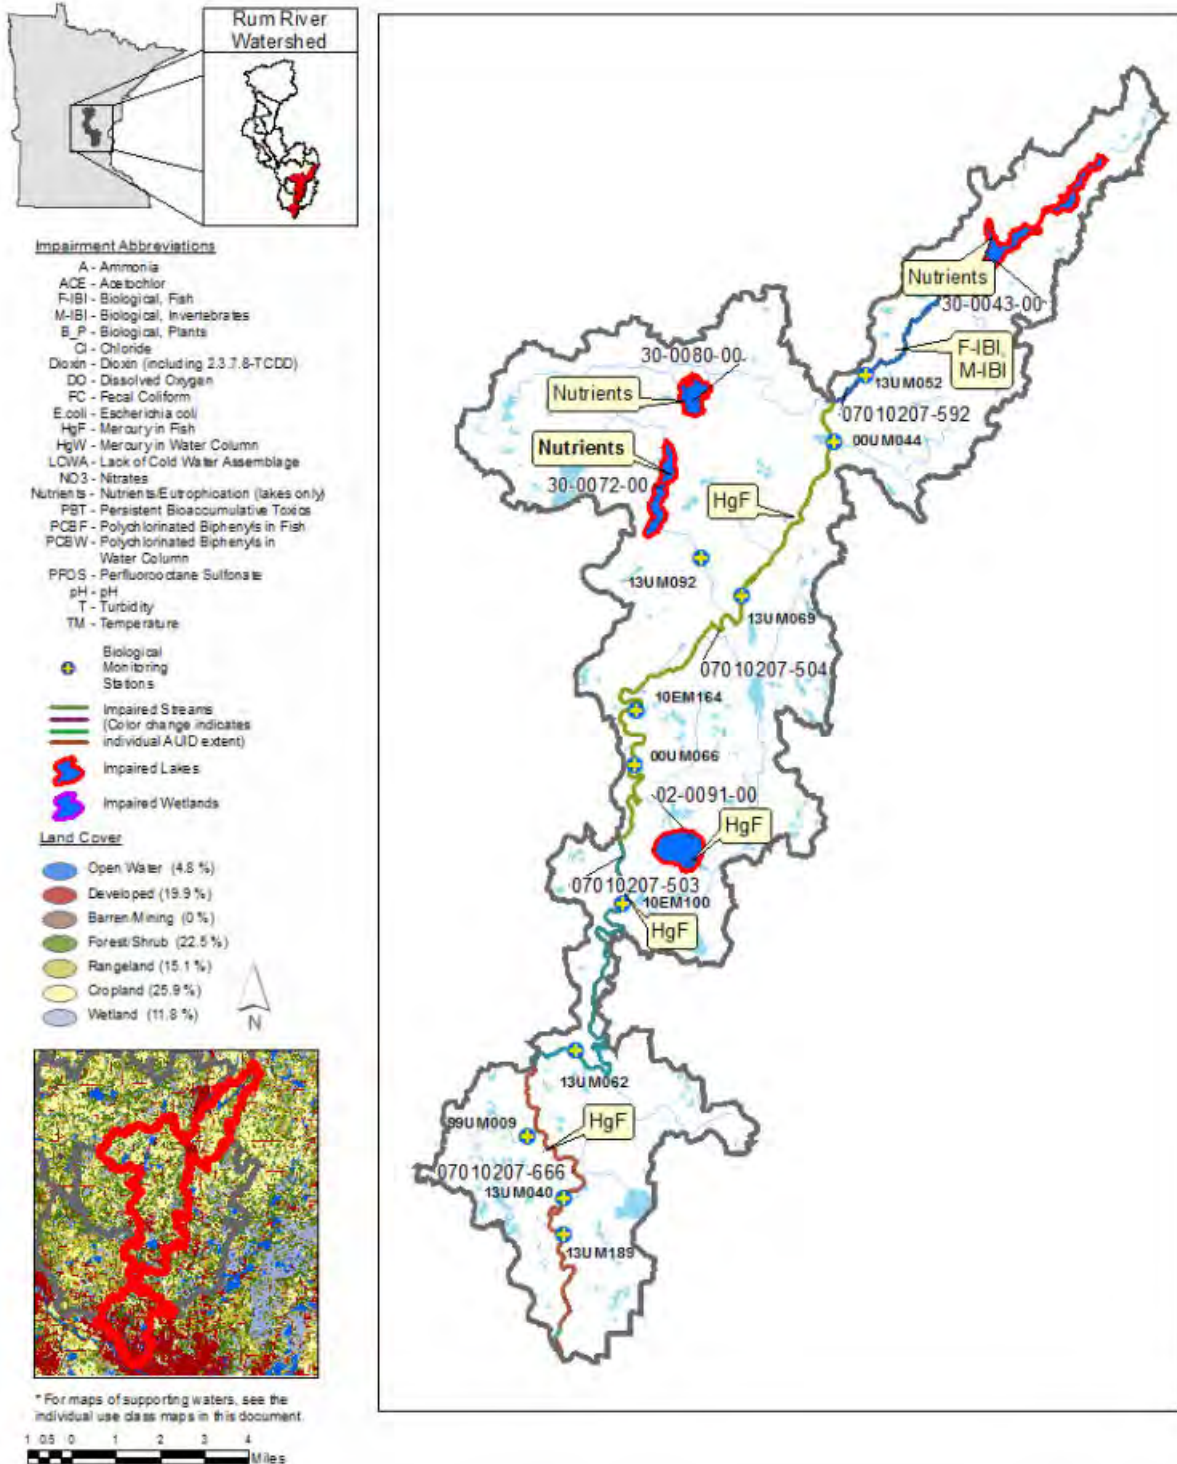 Rum River
Watershed
Impairment Abbreviations
A - Ammonia
ACE - Acetochlor
F-IBI - Biological, Fish
M-IBI - Biological, Invertebrates
B_P - Biological, Plants
Cl - Chloride
Dioxin - Dioxin (including 2.3.7.8-TCDD)
DO - Dissolved Oxygen
FC - Fecal Coliform
E.coli - Escherichia coli
HgF - Mercury in Fish
HgW - Mercury in Water Column
LCWA - Lack of Cold Water Assemblage
NO3 - Nitrates
Nutrients - Nutrients/Eutrophication (lakes only)
PBT - Persistent Bioaccumulative Toxics
PCBF - Polychlorinated Biphenyls in Fish
PCBW - Polychlorinated Biphenyls in
Water Column
PFOS - Perfluorooctane Sulfonate
pH - pH
T - Turbidity
TM - Temperature
Biological
Monitoring
Stations
Impaired Streams
(Color change indicates
individual AUID extent)
Impaired Lakes
Impaired Wetlands
Land Cover
Open Water (4.8 %)
Developed (19.9 %)
Barren/Mining (0 %)
Forest/Shrub (22.5 %)
Rangeland (15.1 %)
Cropland (25.9 %)
Wetland (11.8 %)
N
* For maps of supporting waters, see the
individual use class maps in this document.
1 0.5 0 1 2 3 4
Miles
Nutrients
30-0043-00
F-IBI,
M-IBI
13UM052
30-0080-00
Nutrients
07010207-592
00UM044
Nutrients
30-0072-00
HgF
13UM092
13UM069
07010207-504
10EM164
00UM066
02-0091-00
HgF
07010207-503
10EM100
HgF
13UM062
99UM009
HgF
07010207-666
13UM040
13UM189